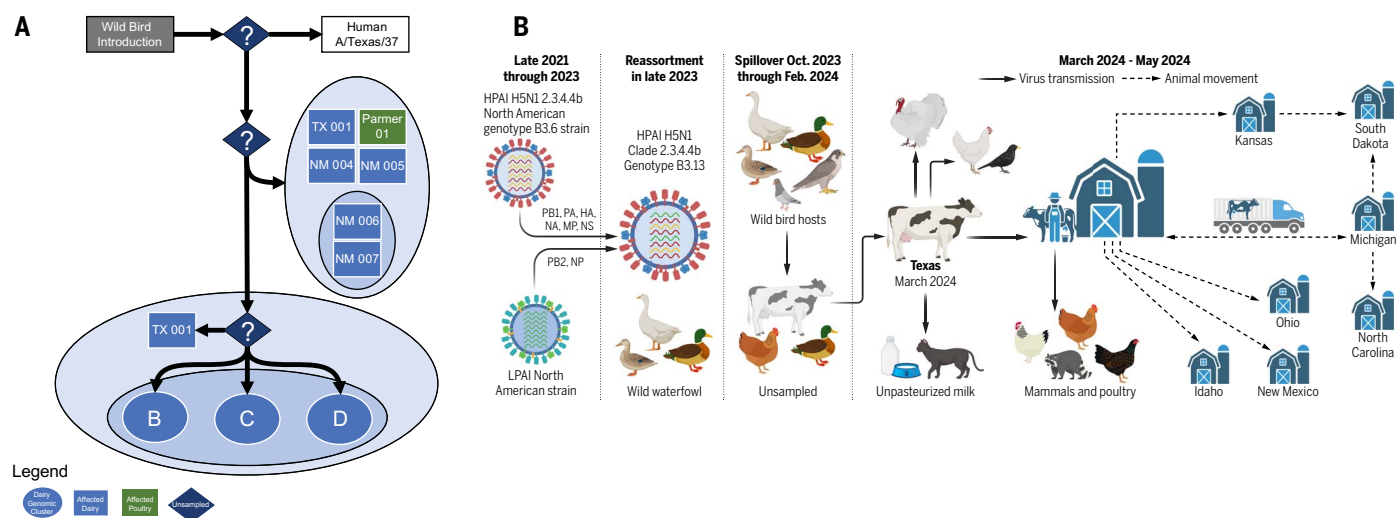 A
Wild Bird
Introduction
?
Human
A/Texas/37
?
TX 001
Parmer
01
NM 004
NM 005
NM 006
NM 007
TX 001
?
B
C
D
Legend
Dairy
Genomic
Cluster
Affected
Dairy
Affected
Poultry
Unsampled
B
Late 2021
through 2023
HPAI H5N1 2.3.4.4b
North American
genotype B3.6 strain
PB1, PA, HA,
NA, MP, NS
PB2, NP
LPAI North
American strain
Reassortment
in late 2023
HPAI H5N1
Clade 2.3.4.4b
Genotype B3.13
Wild waterfowl
Spillover Oct. 2023
through Feb. 2024
Wild bird hosts
Unsampled
March 2024 - May 2024
Virus transmission
Animal movement
Texas
March 2024
Unpasteurized milk
Mammals and poultry
Kansas
South
Dakota
Michigan
North
Carolina
Ohio
Idaho
New Mexico